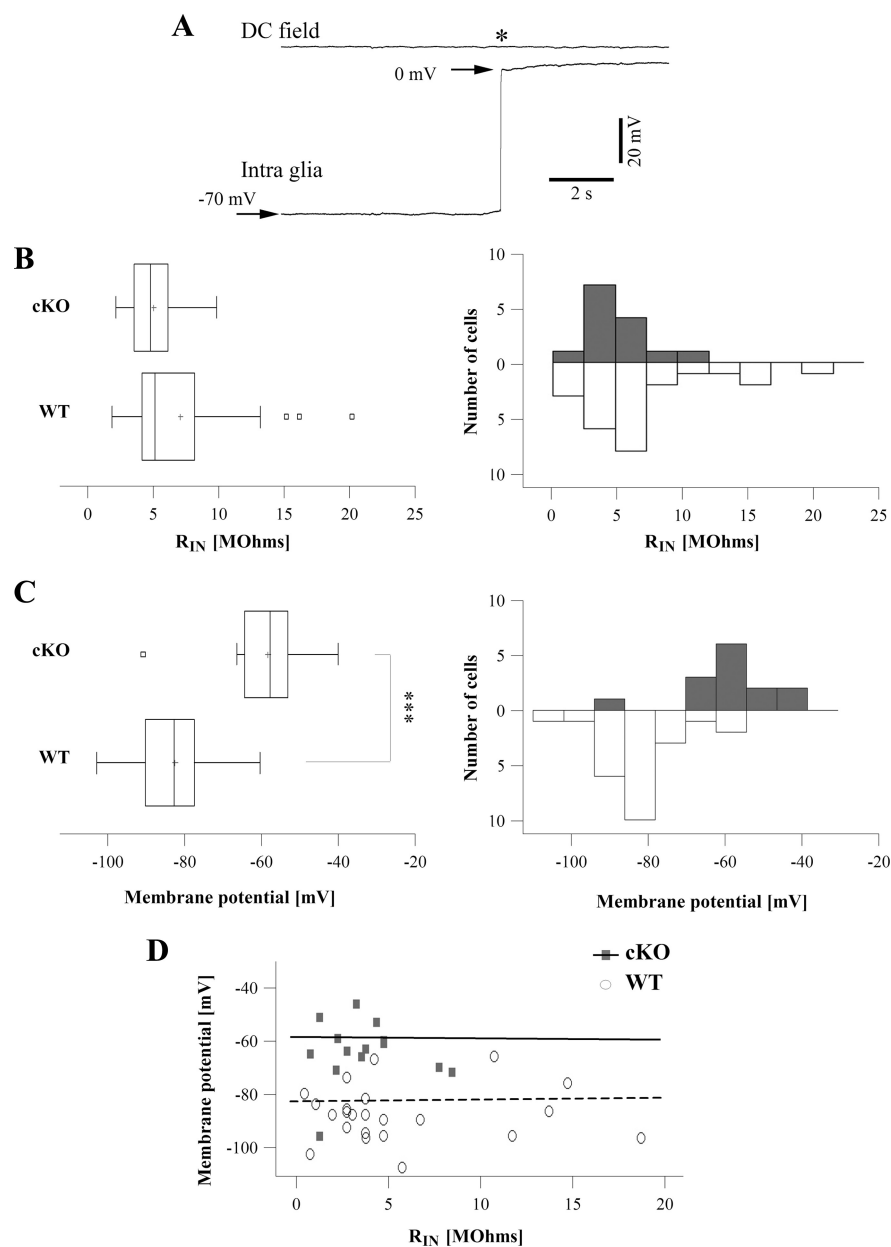 A
DC field
*
0 mV
20 mV
2 s
Intra glia
-70 mV
B
cKO
WT
0 5 10 15 20 25
R_IN [MOhms]
10
5
0
5
10
Number of cells
0 5 10 15 20 25
R_IN [MOhms]
C
cKO
WT
***
-100 -80 -60 -40 -20
Membrane potential [mV]
10
5
0
5
10
Number of cells
-100 -80 -60 -40 -20
Membrane potential [mV]
D
cKO
WT
-40
-60
-80
-100
Membrane potential [mV]
0 5 10 15 20
R_IN [MOhms]